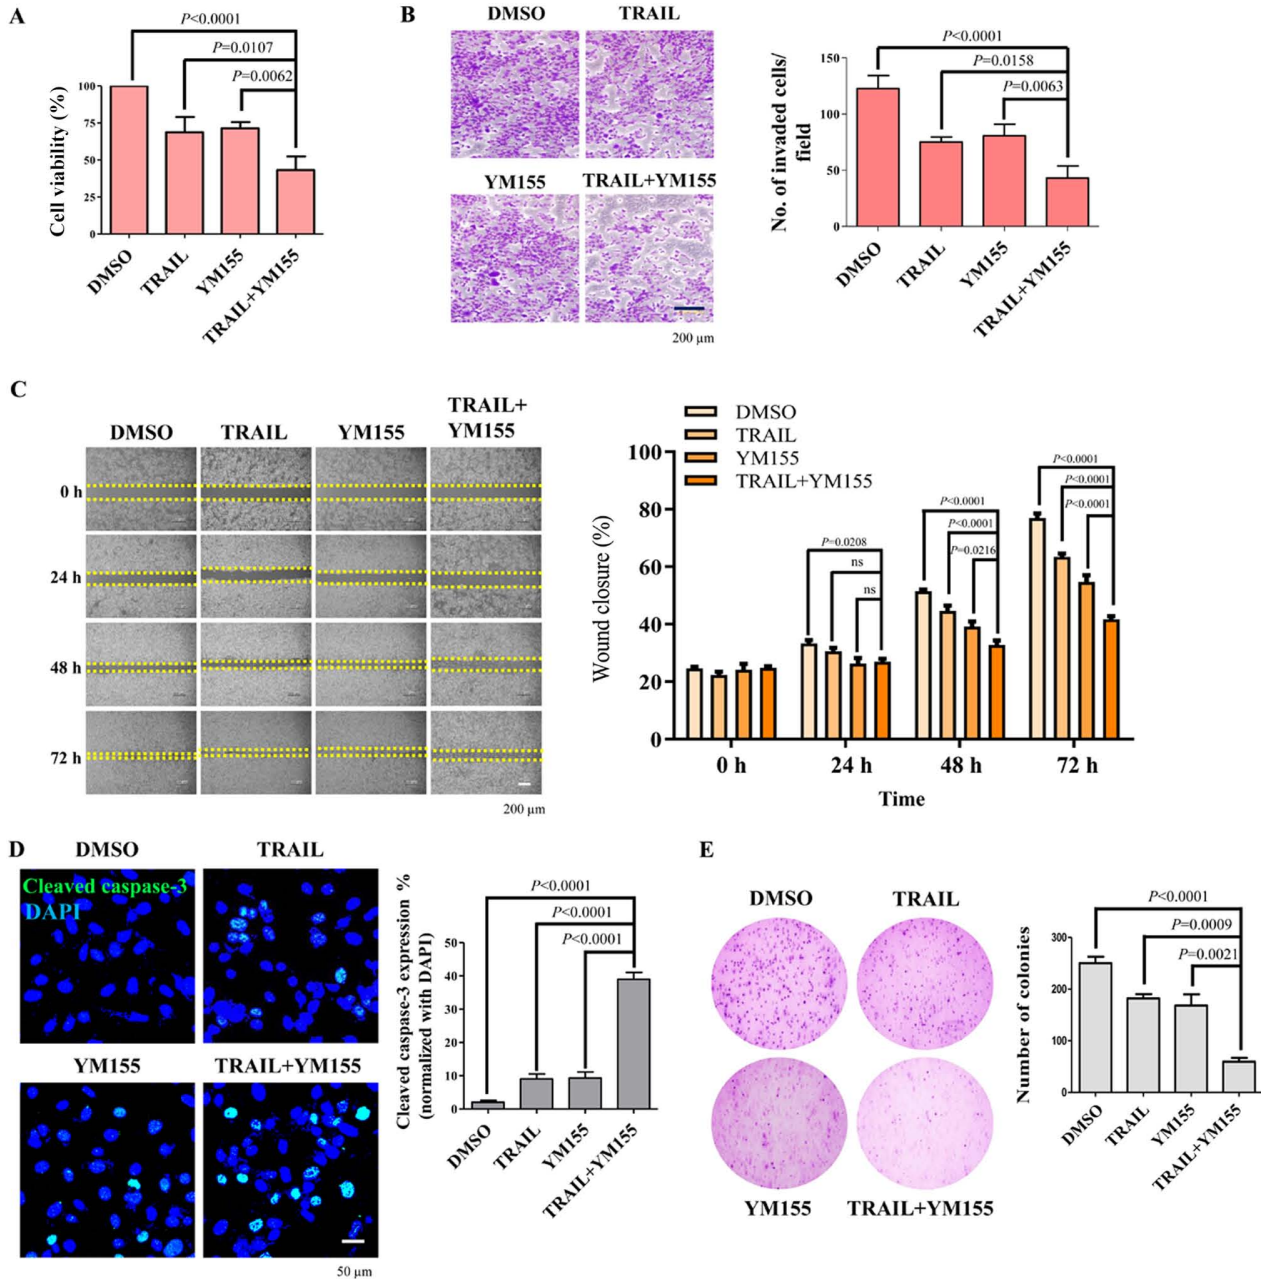 A
P<0.0001
P=0.0107
P=0.0062
Cell viability (%)
100
75
50
25
0
DMSO
TRAIL
YM155
TRAIL+YM155
B
DMSO
TRAIL
YM155
TRAIL+YM155
200 µm
P<0.0001
P=0.0158
P=0.0063
No. of invaded cells/
field
150
100
50
0
DMSO
TRAIL
YM155
TRAIL+YM155
C
DMSO
TRAIL
YM155
TRAIL+
YM155
0 h
24 h
48 h
72 h
200 µm
DMSO
TRAIL
YM155
TRAIL+YM155
Wound closure (%)
100
80
60
40
20
0
P=0.0208
ns
ns
P<0.0001
P<0.0001
P=0.0216
P<0.0001
P<0.0001
P<0.0001
0 h
24 h
48 h
72 h
Time
D
DMSO
TRAIL
Cleaved caspase-3
DAPI
YM155
TRAIL+YM155
50 µm
Cleaved caspase-3 expression %
(normalized with DAPI)
P<0.0001
P<0.0001
P<0.0001
50
40
30
20
10
0
DMSO
TRAIL
YM155
TRAIL+YM155
E
DMSO
TRAIL
YM155
TRAIL+YM155
P<0.0001
P=0.0009
P=0.0021
Number of colonies
300
200
100
0
DMSO
TRAIL
YM155
TRAIL+YM155